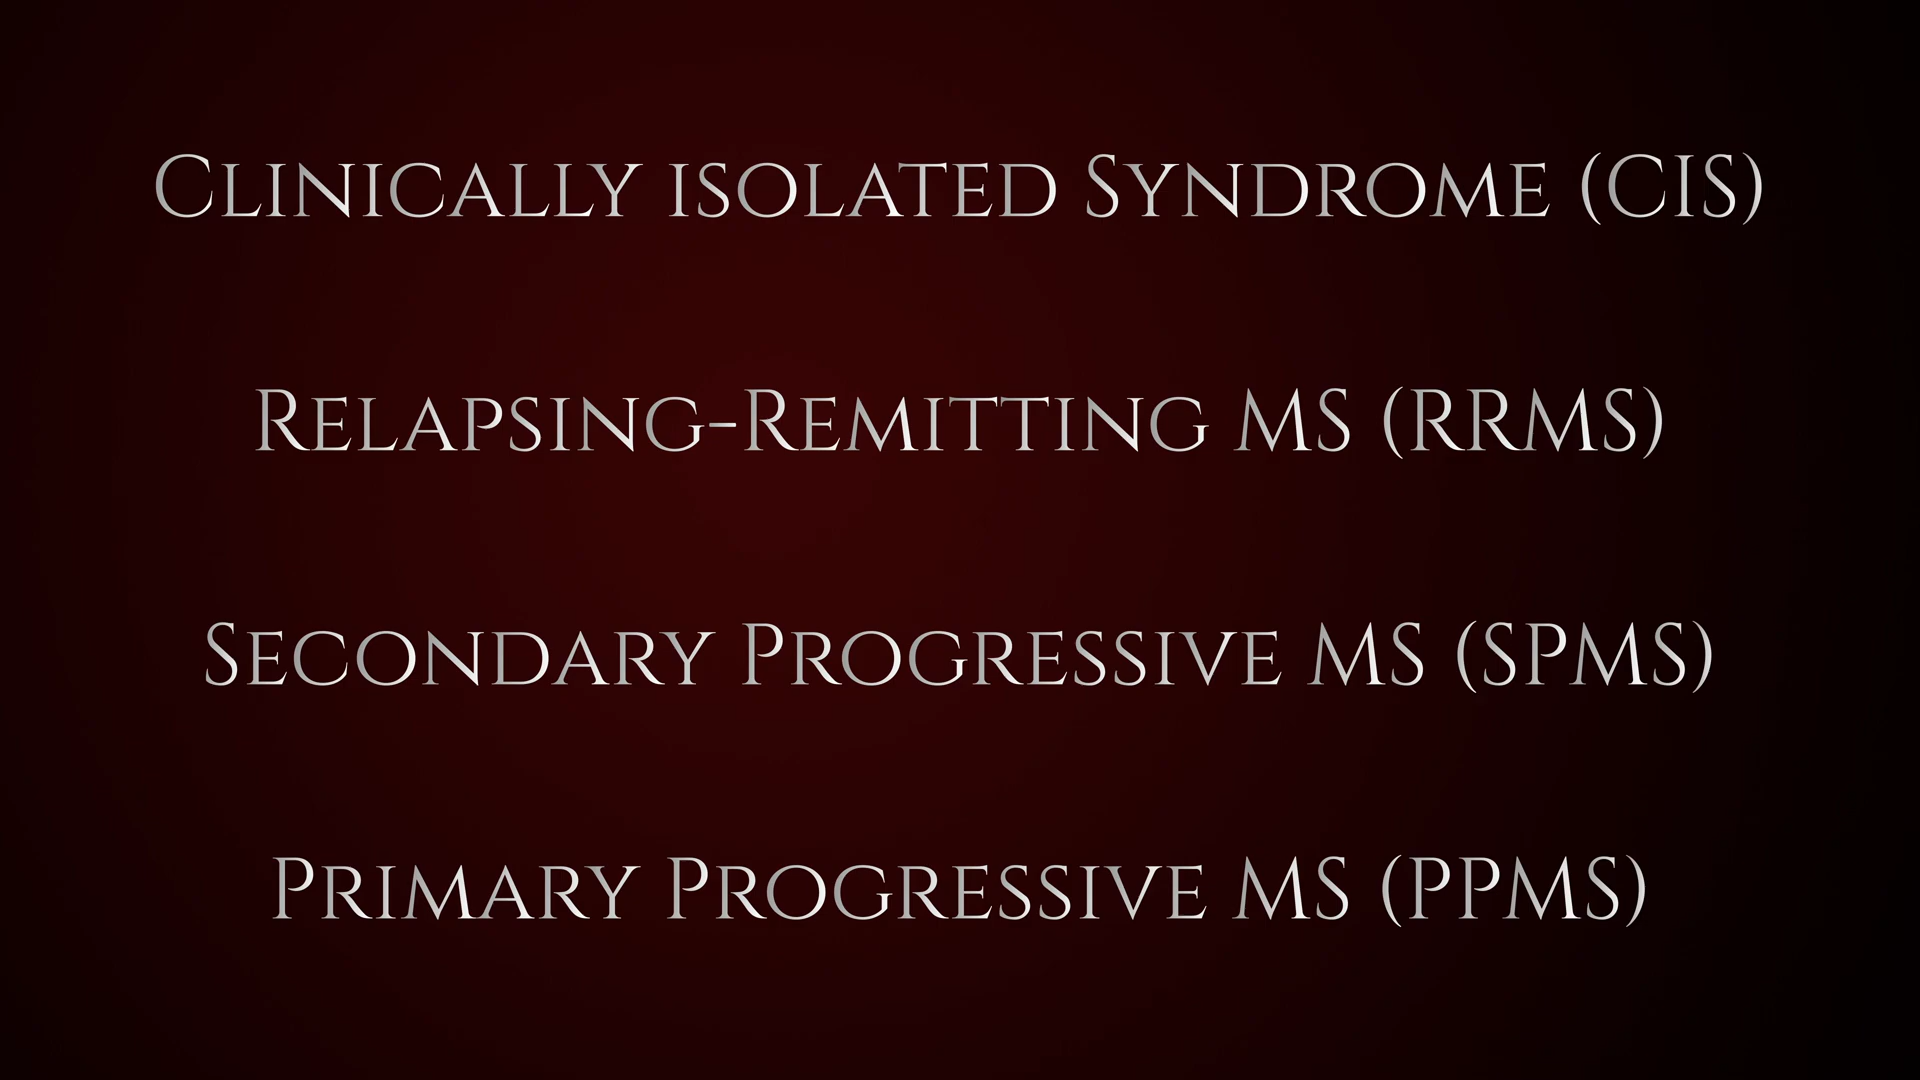 Clinically isolated Syndrome (CIS)
Relapsing-Remitting MS (RRMS)
Secondary Progressive MS (SPMS)
Primary Progressive MS (PPMS)